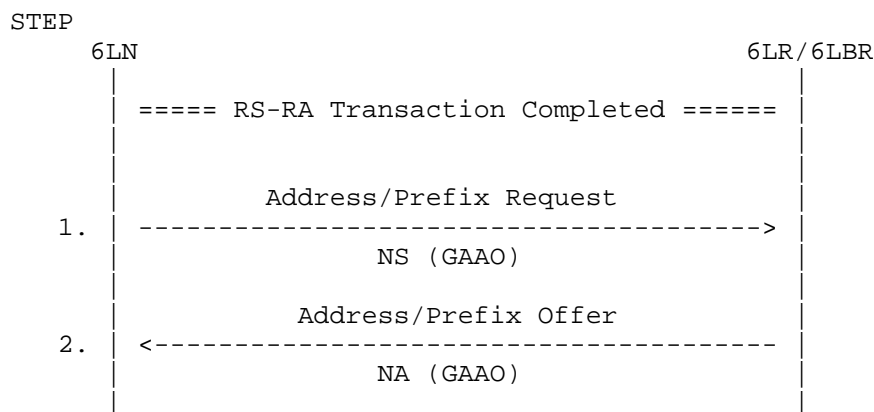 STEP
6LN 6LR/6LBR
===== RS-RA Transaction Completed ======
Address/Prefix Request
1. --------------------------------------->
NS (GAAO)
Address/Prefix Offer
2. <---------------------------------------
NA (GAAO)